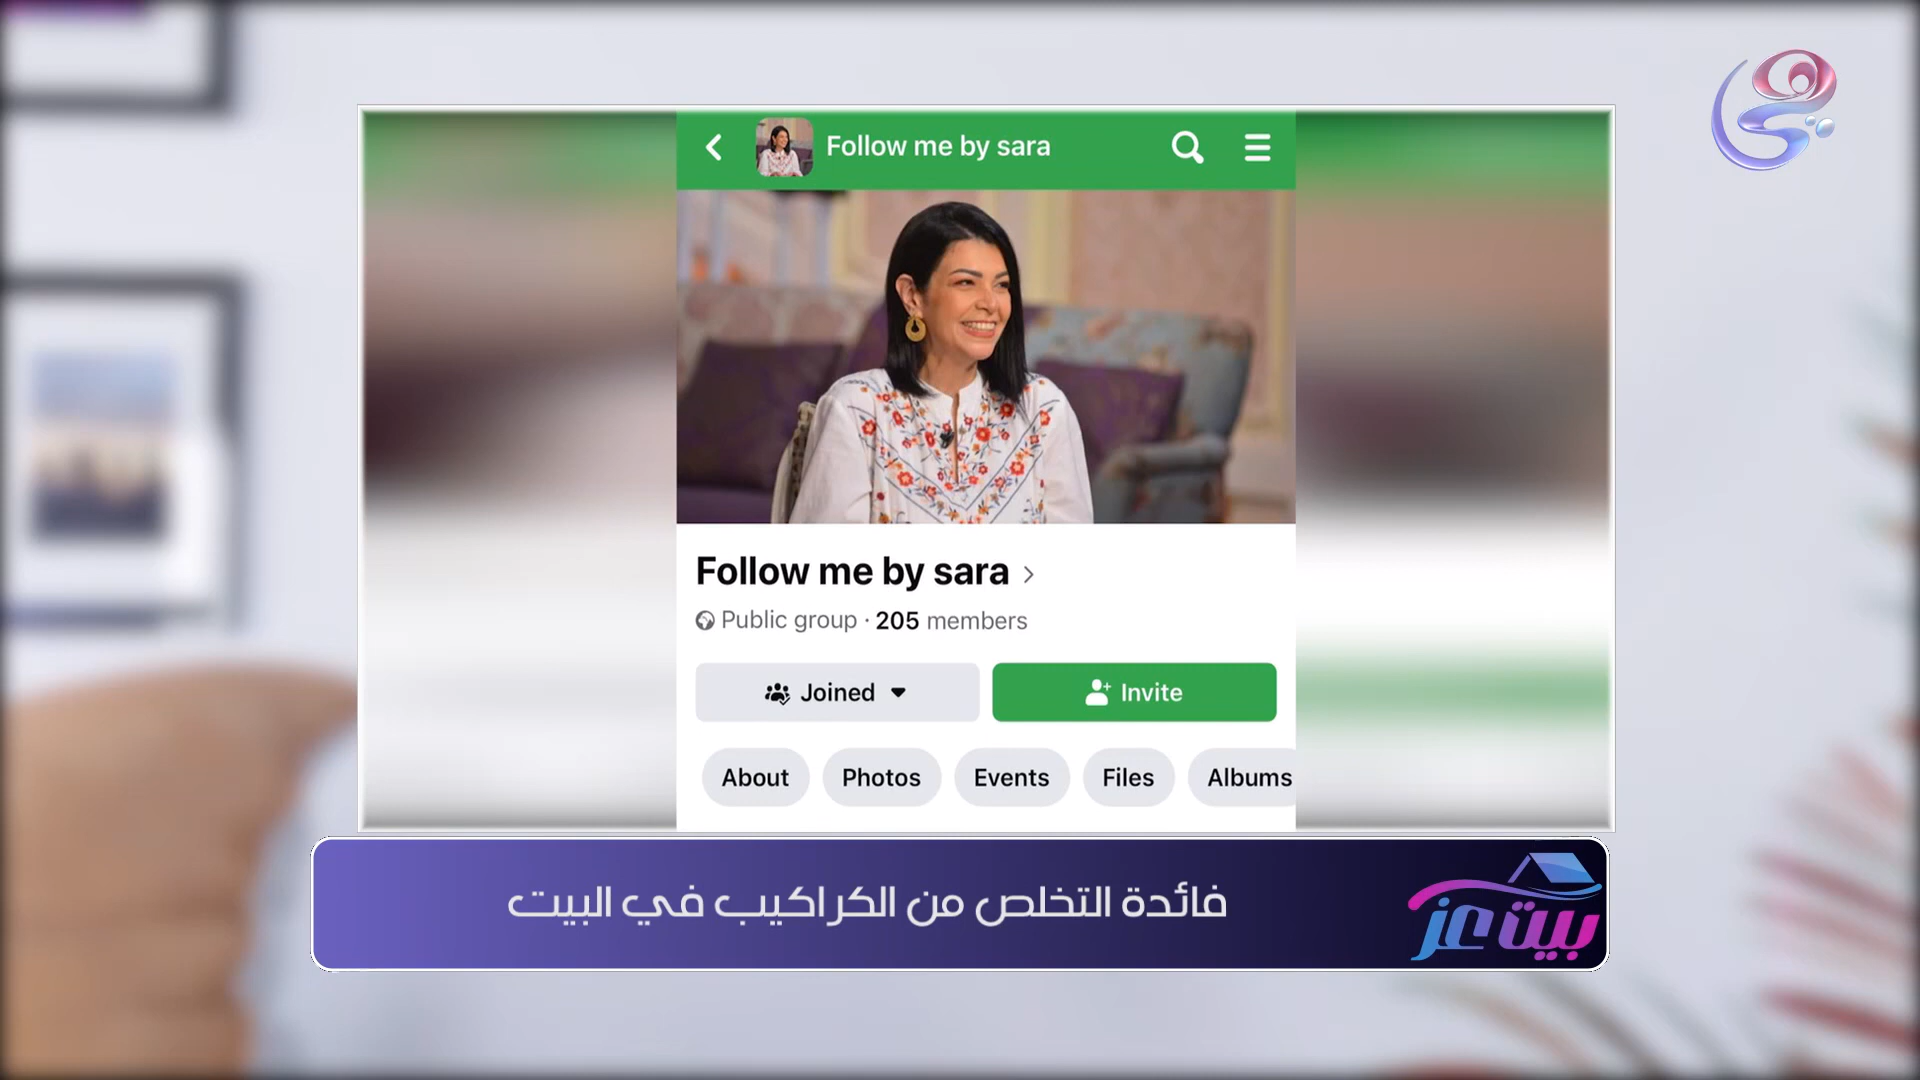 Follow me by sara
Follow me by sara
Public group · 205 members
Joined
Invite
About
Photos
Events
Files
Albums
فائدة التخلص من الكراكيب في البيت
بيت عز